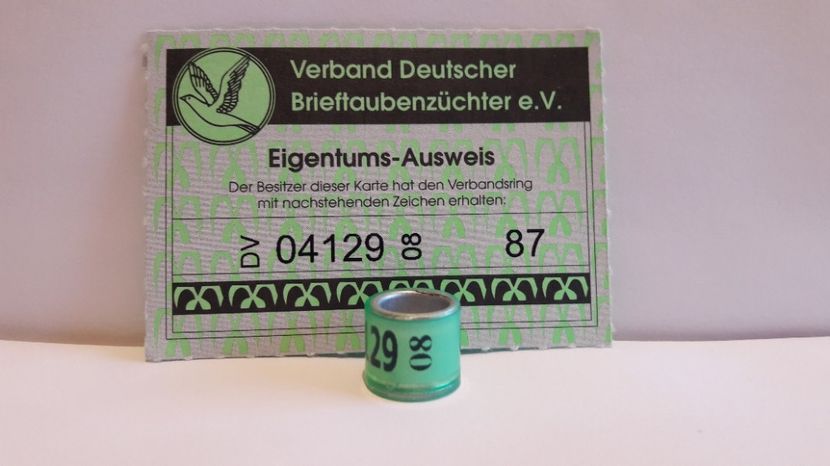 Verband Deutscher
Brieftaubenzüchter e.V.
Eigentums-Ausweis
Der Besitzer dieser Karte hat den Verbandsring
mit nachstehenden Zeichen erhalten:
DV 04129 08 87
29 08